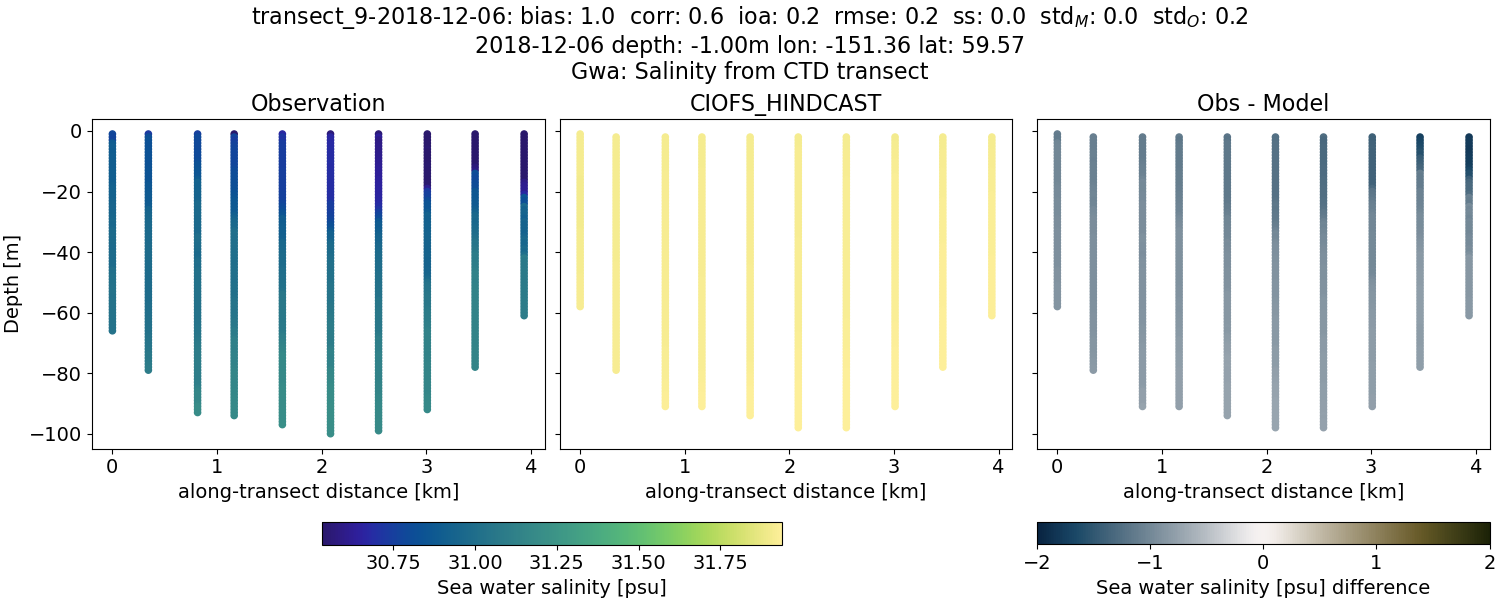 transect_9-2018-12-06: bias: 1.0 corr: 0.6 ioa: 0.2 rmse: 0.2 ss: 0.0 std_M: 0.0 std_O: 0.2
2018-12-06 depth: -1.00m lon: -151.36 lat: 59.57
Gwa: Salinity from CTD transect
Observation CIOFS_HINDCAST Obs - Model
Depth [m]
0
−20
−40
−60
−80
−100
0 1 2 3 4 0 1 2 3 4 0 1 2 3 4
along-transect distance [km] along-transect distance [km] along-transect distance [km]
30.75 31.00 31.25 31.50 31.75 −2 −1 0 1 2
Sea water salinity [psu] Sea water salinity [psu] difference